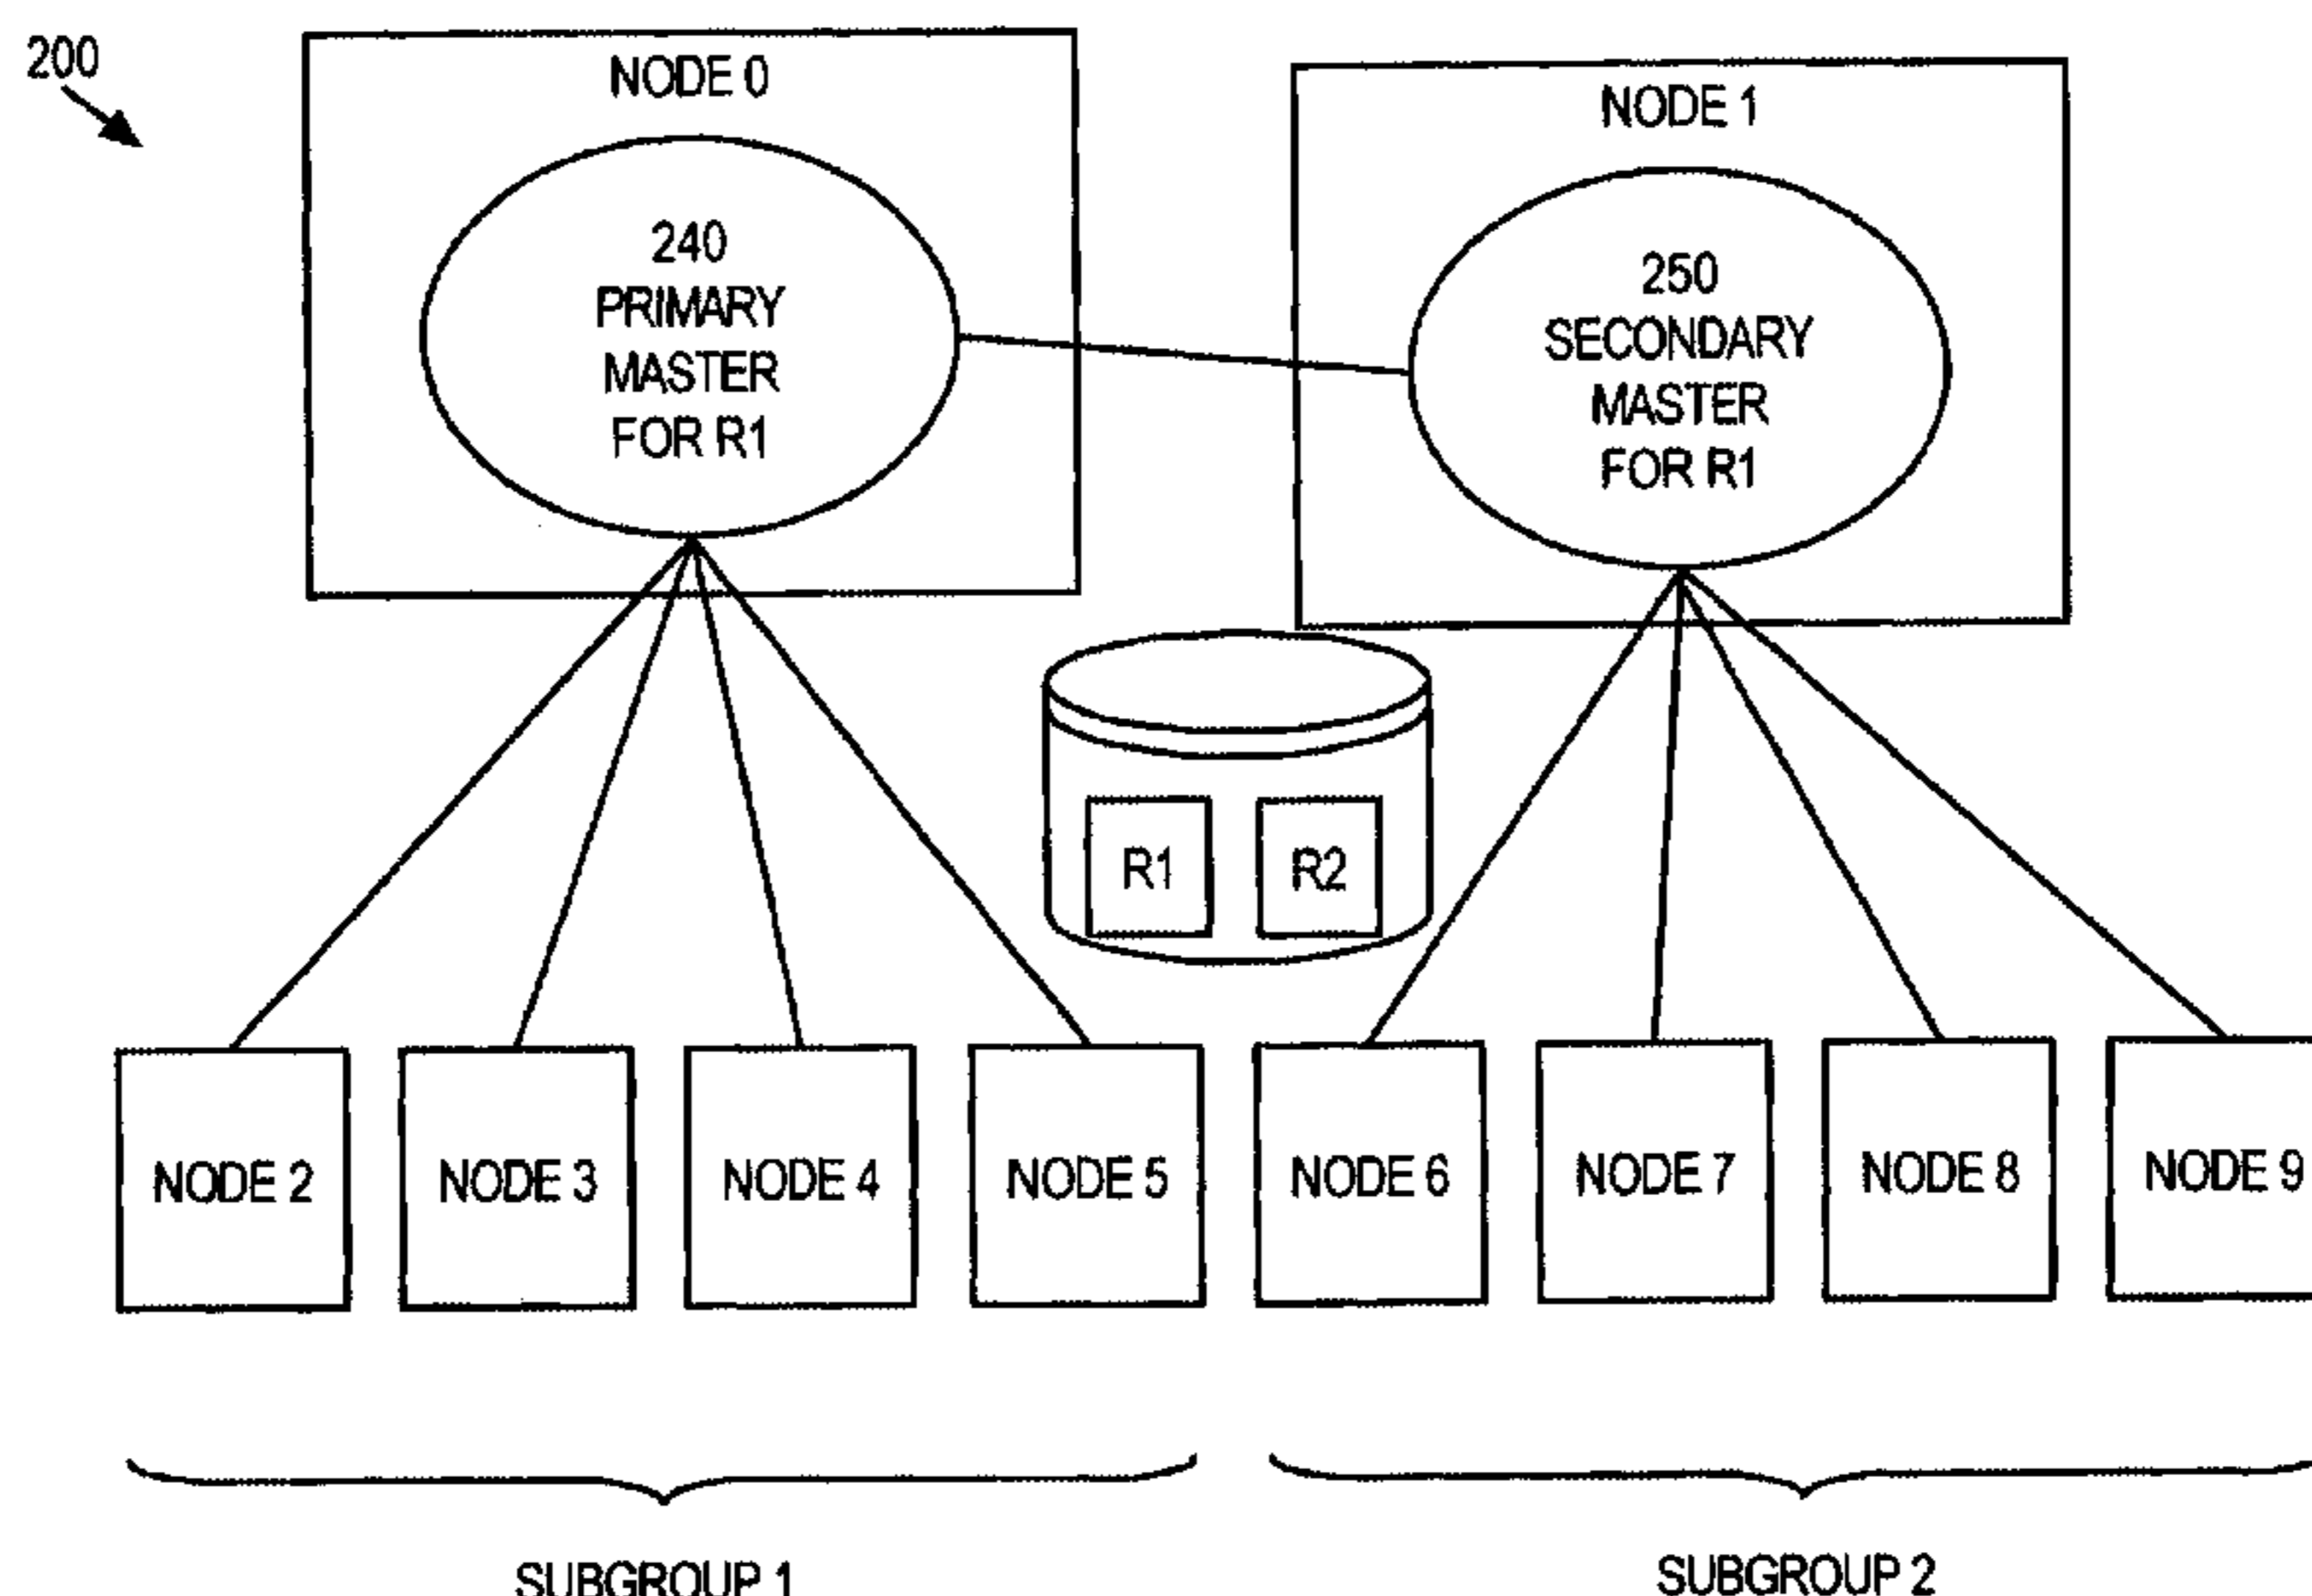 200
NODE 0
NODE 1
240
PRIMARY
MASTER
FOR R1
250
SECONDARY
MASTER
FOR R1
R1
R2
NODE 2
NODE 3
NODE 4
NODE 5
NODE 6
NODE 7
NODE 8
NODE 9
SUBGROUP 1
SUBGROUP 2